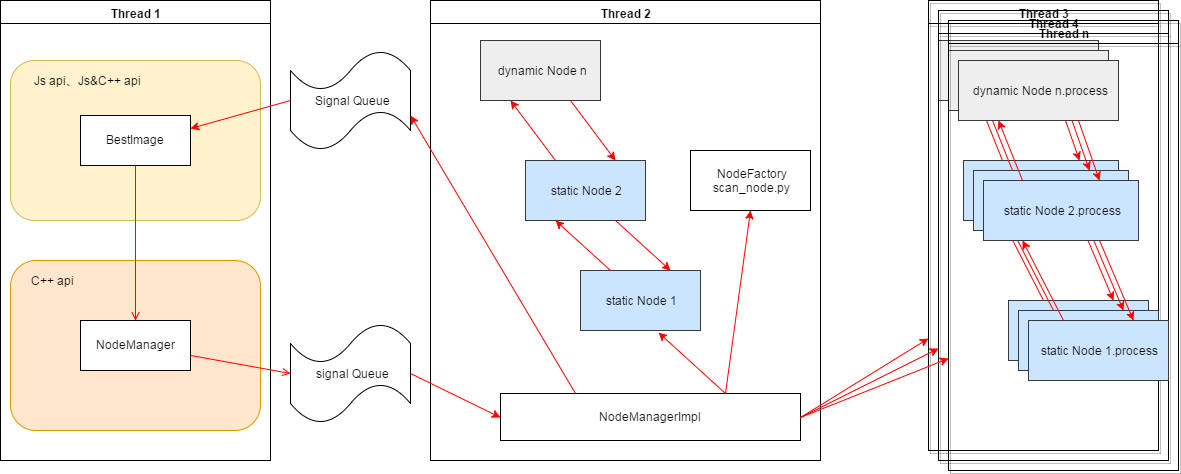 Thread 1
Js api、Js&C++ api
BestImage
C++ api
NodeManager
Signal Queue
signal Queue
Thread 2
dynamic Node n
static Node 2
NodeFactory
scan_node.py
static Node 1
NodeManagerImpl
Thread 3
Thread 4
Thread n
dynamic Node n.process
static Node 2.process
static Node 1.process